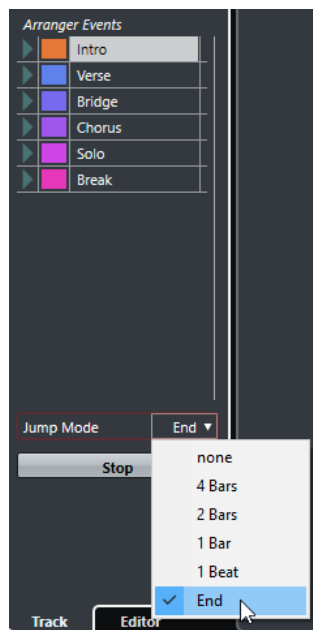 Arranger Events
Intro
Verse
Bridge
Chorus
Solo
Break
Jump Mode End
Stop
none
4 Bars
2 Bars
1 Bar
1 Beat
End
Track Editor